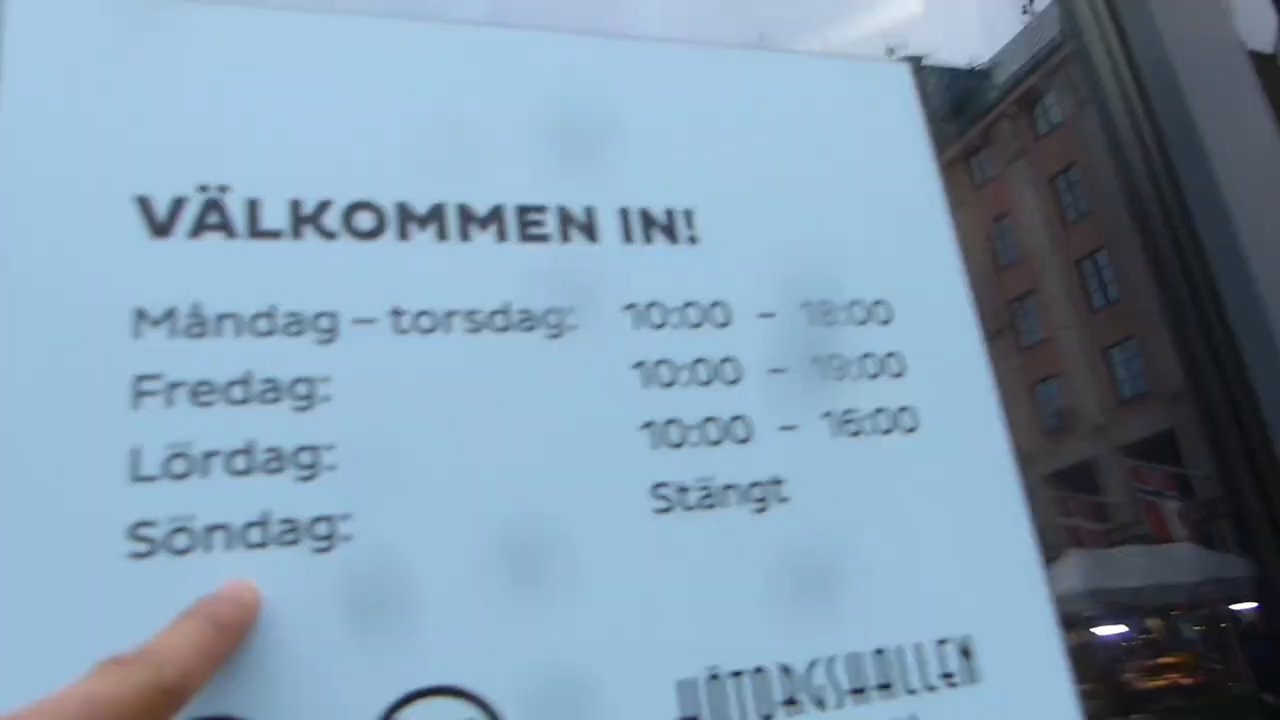 VÄLKOMMEN IN!
Måndag – torsdag: 10:00 – 18:00
Fredag: 10:00 – 19:00
Lördag: 10:00 – 16:00
Söndag: Stängt
HÖTORGSHALLEN